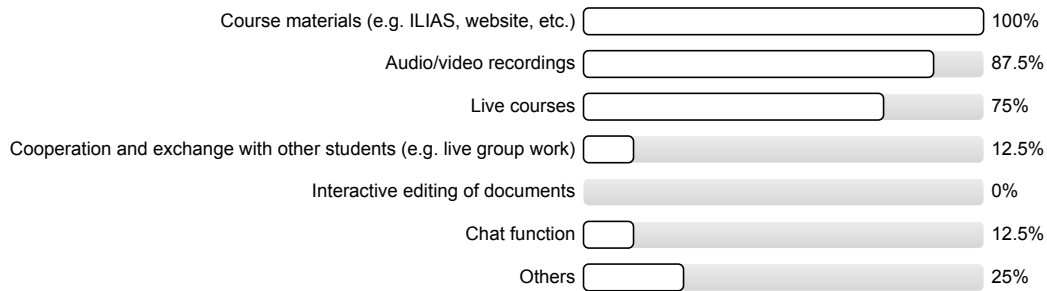 Course materials (e.g. ILIAS, website, etc.) 100%
Audio/video recordings 87.5%
Live courses 75%
Cooperation and exchange with other students (e.g. live group work) 12.5%
Interactive editing of documents 0%
Chat function 12.5%
Others 25%